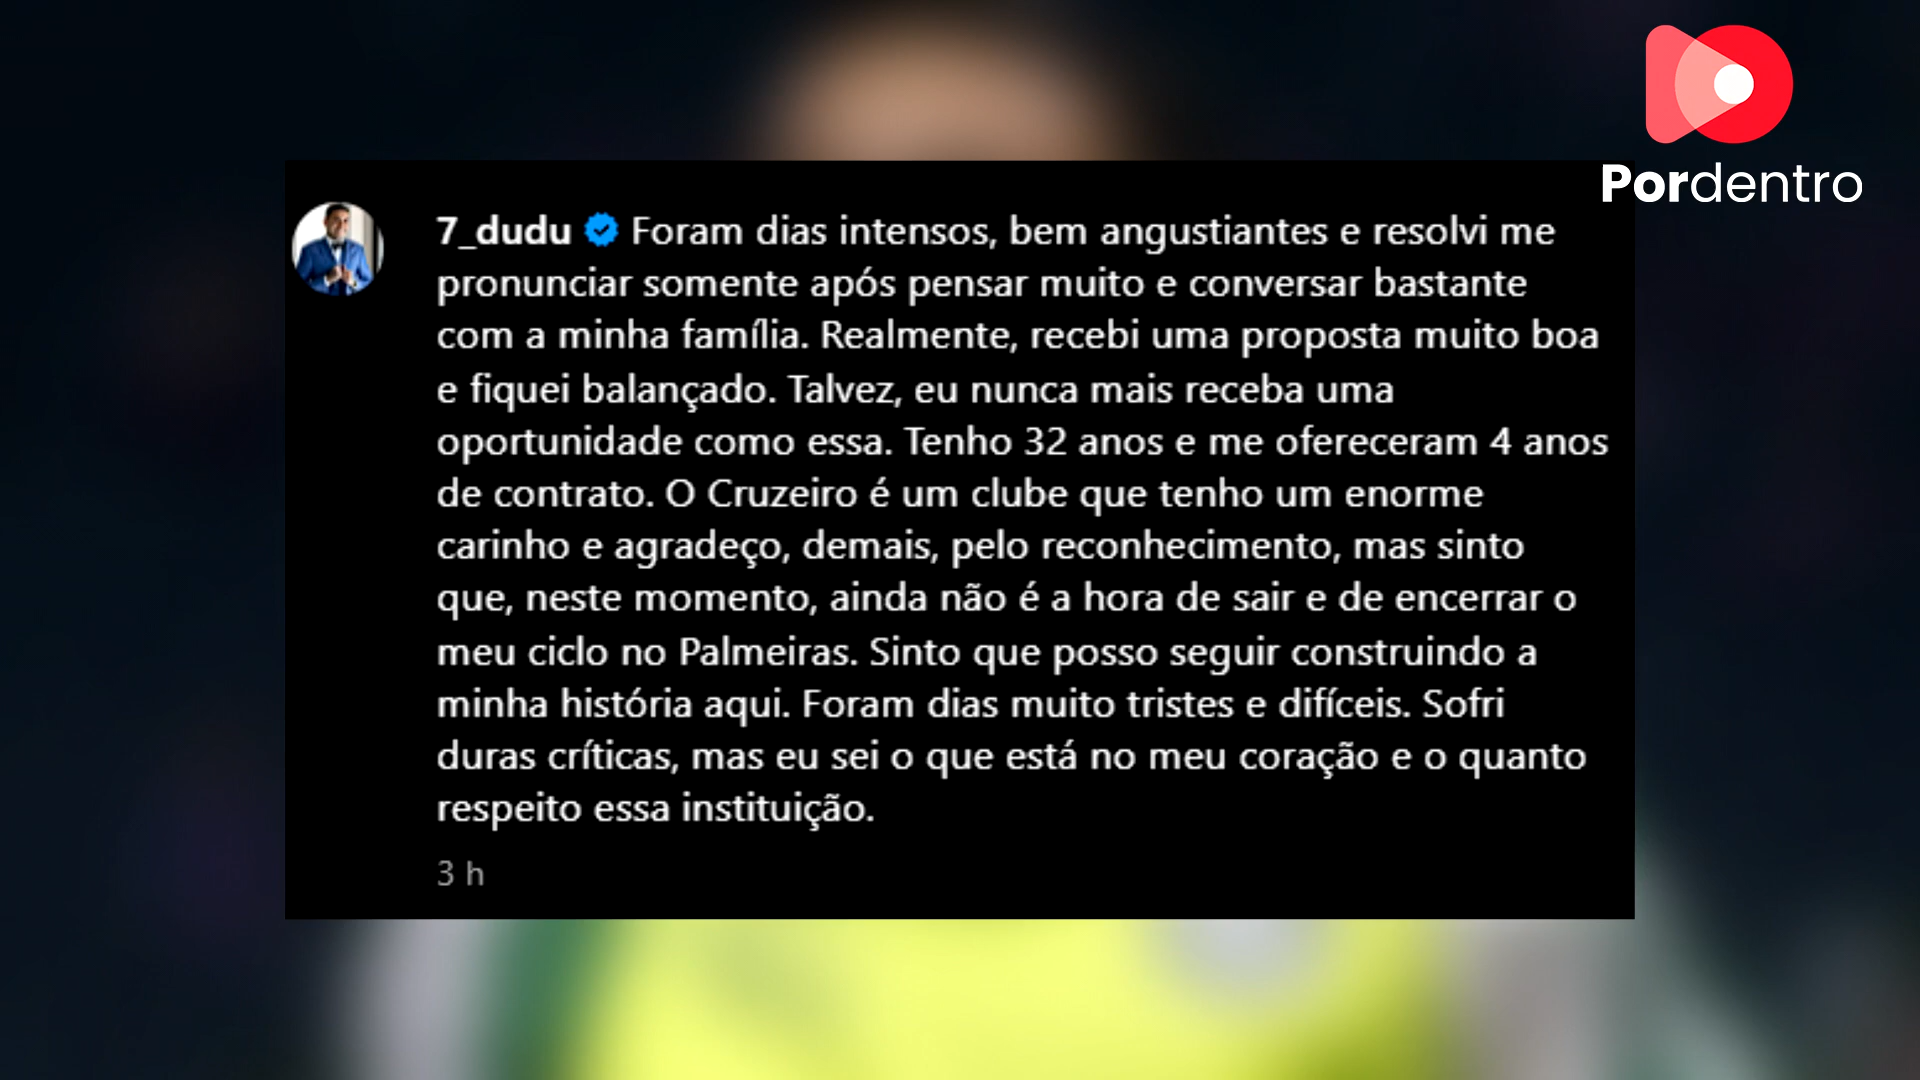 Pordentro
7_dudu Foram dias intensos, bem angustiantes e resolvi me
pronunciar somente após pensar muito e conversar bastante
com a minha família. Realmente, recebi uma proposta muito boa
e fiquei balançado. Talvez, eu nunca mais receba uma
oportunidade como essa. Tenho 32 anos e me ofereceram 4 anos
de contrato. O Cruzeiro é um clube que tenho um enorme
carinho e agradeço, demais, pelo reconhecimento, mas sinto
que, neste momento, ainda não é a hora de sair e de encerrar o
meu ciclo no Palmeiras. Sinto que posso seguir construindo a
minha história aqui. Foram dias muito tristes e difíceis. Sofri
duras críticas, mas eu sei o que está no meu coração e o quanto
respeito essa instituição.
3 h